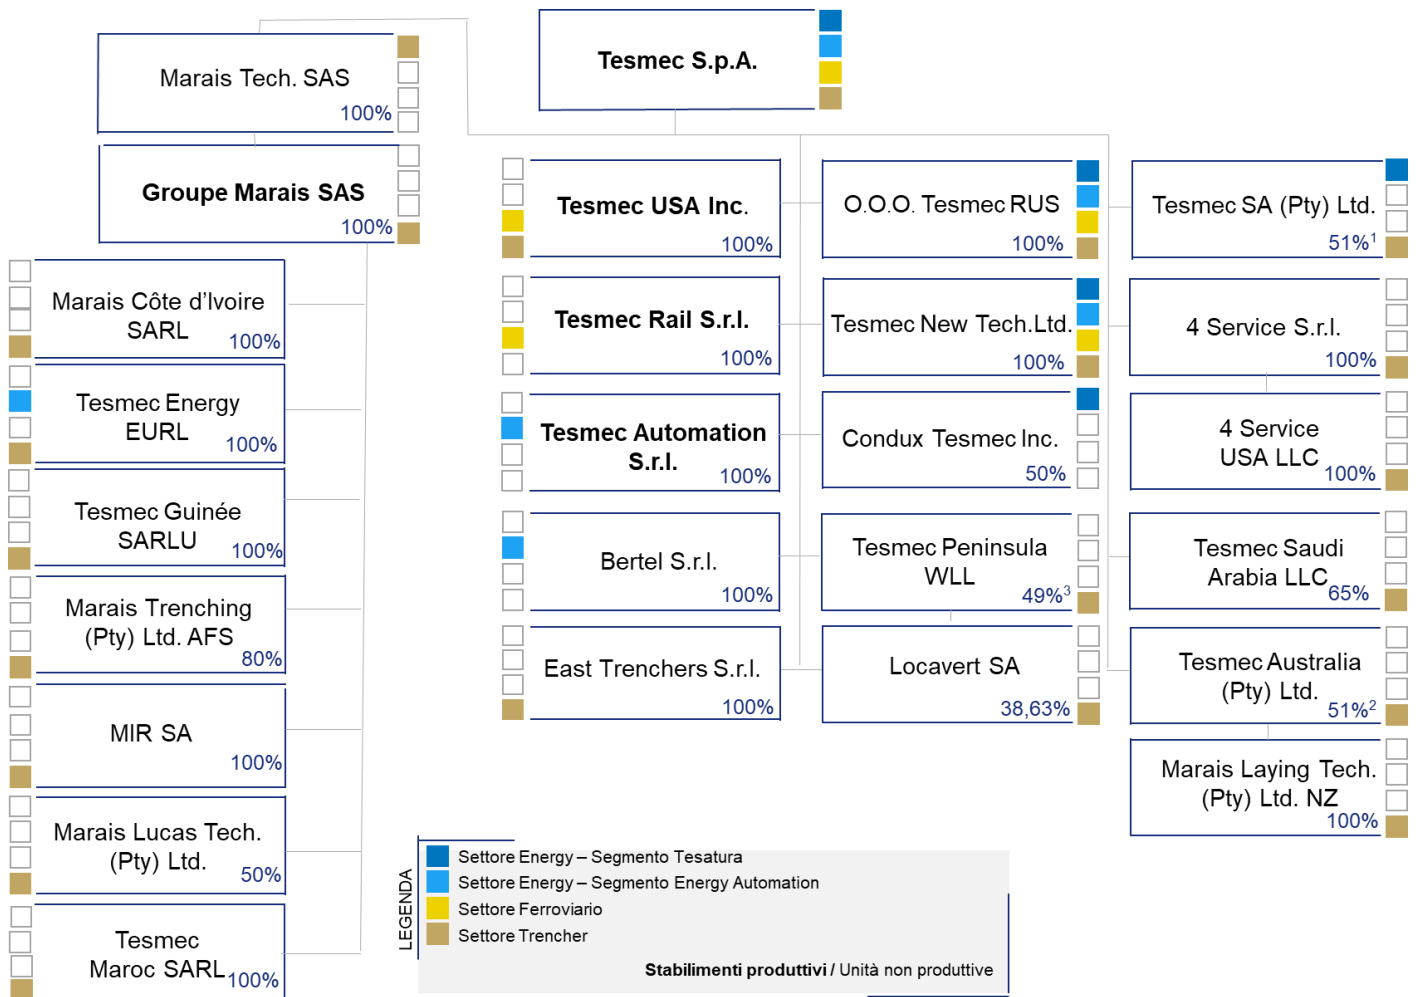 Tesmec S.p.A.
Marais Tech. SAS
100%
Groupe Marais SAS
100%
Marais Côte d'Ivoire
SARL
100%
Tesmec Energy
EURL
100%
Tesmec Guinée
SARLU
100%
Marais Trenching
(Pty) Ltd. AFS
80%
MIR SA
100%
Marais Lucas Tech.
(Pty) Ltd.
50%
Tesmec
Maroc SARL
100%
Tesmec USA Inc.
100%
Tesmec Rail S.r.l.
100%
Tesmec Automation
S.r.l.
100%
Bertel S.r.l.
100%
East Trenchers S.r.l.
100%
O.O.O. Tesmec RUS
100%
Tesmec New Tech.Ltd.
100%
Condux Tesmec Inc.
50%
Tesmec Peninsula
WLL
49%³
Locavert SA
38,63%
Tesmec SA (Pty) Ltd.
51%¹
4 Service S.r.l.
100%
4 Service
USA LLC
100%
Tesmec Saudi
Arabia LLC
65%
Tesmec Australia
(Pty) Ltd.
51%²
Marais Laying Tech.
(Pty) Ltd. NZ
100%
LEGENDA
Settore Energy – Segmento Tesatura
Settore Energy – Segmento Energy Automation
Settore Ferroviario
Settore Trencher
Stabilimenti produttivi / Unità non produttive